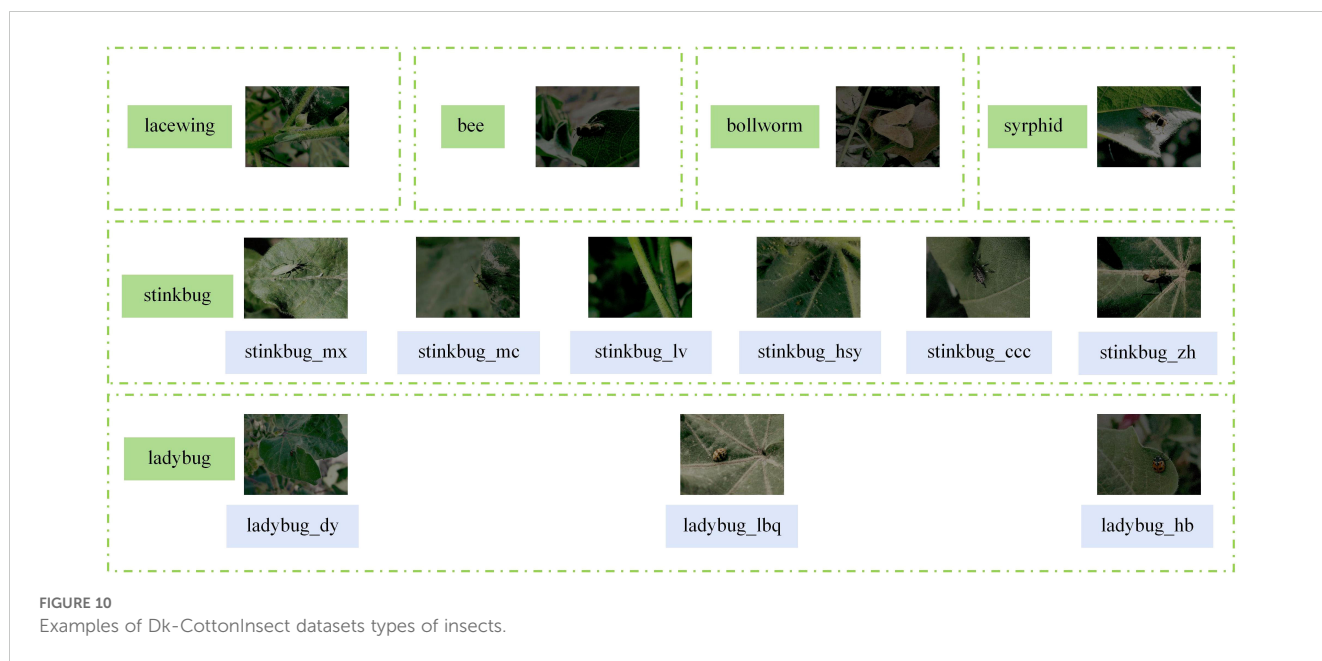 lacewing
bee
bollworm
syrphid
stinkbug
stinkbug_mx
stinkbug_mc
stinkbug_lv
stinkbug_hsy
stinkbug_ccc
stinkbug_zh
ladybug
ladybug_dy
ladybug_lbq
ladybug_hb
FIGURE 10
Examples of Dk-CottonInsect datasets types of insects.